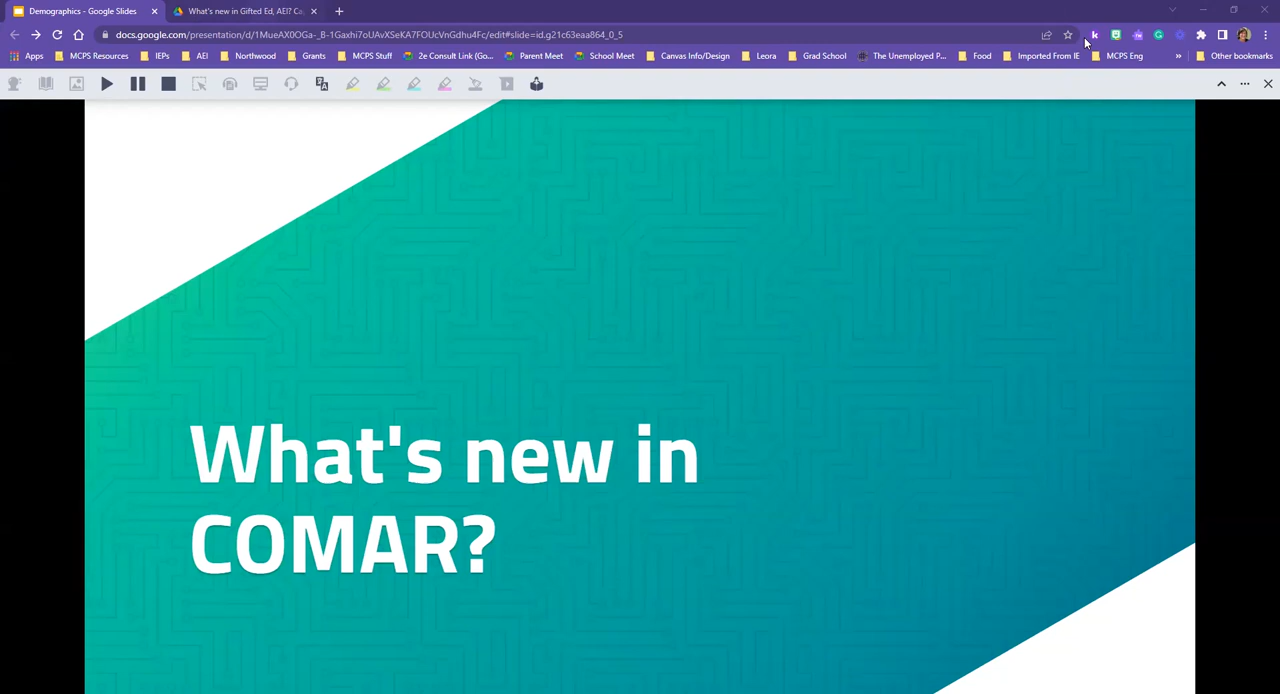 Demographics - Google Slides
What's new in Gifted Ed, AEI? Ca
docs.google.com/presentation/d/1MueAX0OGa-_B-1Gaxhi7oUAvXSeKA7FOUcVnGdhu4Fc/edit#slide=id.g21c63eaa864_0_5
Apps MCPS Resources IEPs AEI Northwood Grants MCPS Stuff 2e Consult Link (Go... Parent Meet School Meet Canvas Info/Design Leora Grad School The Unemployed P... Food Imported From IE MCPS Eng » Other bookmarks
What's new in
COMAR?